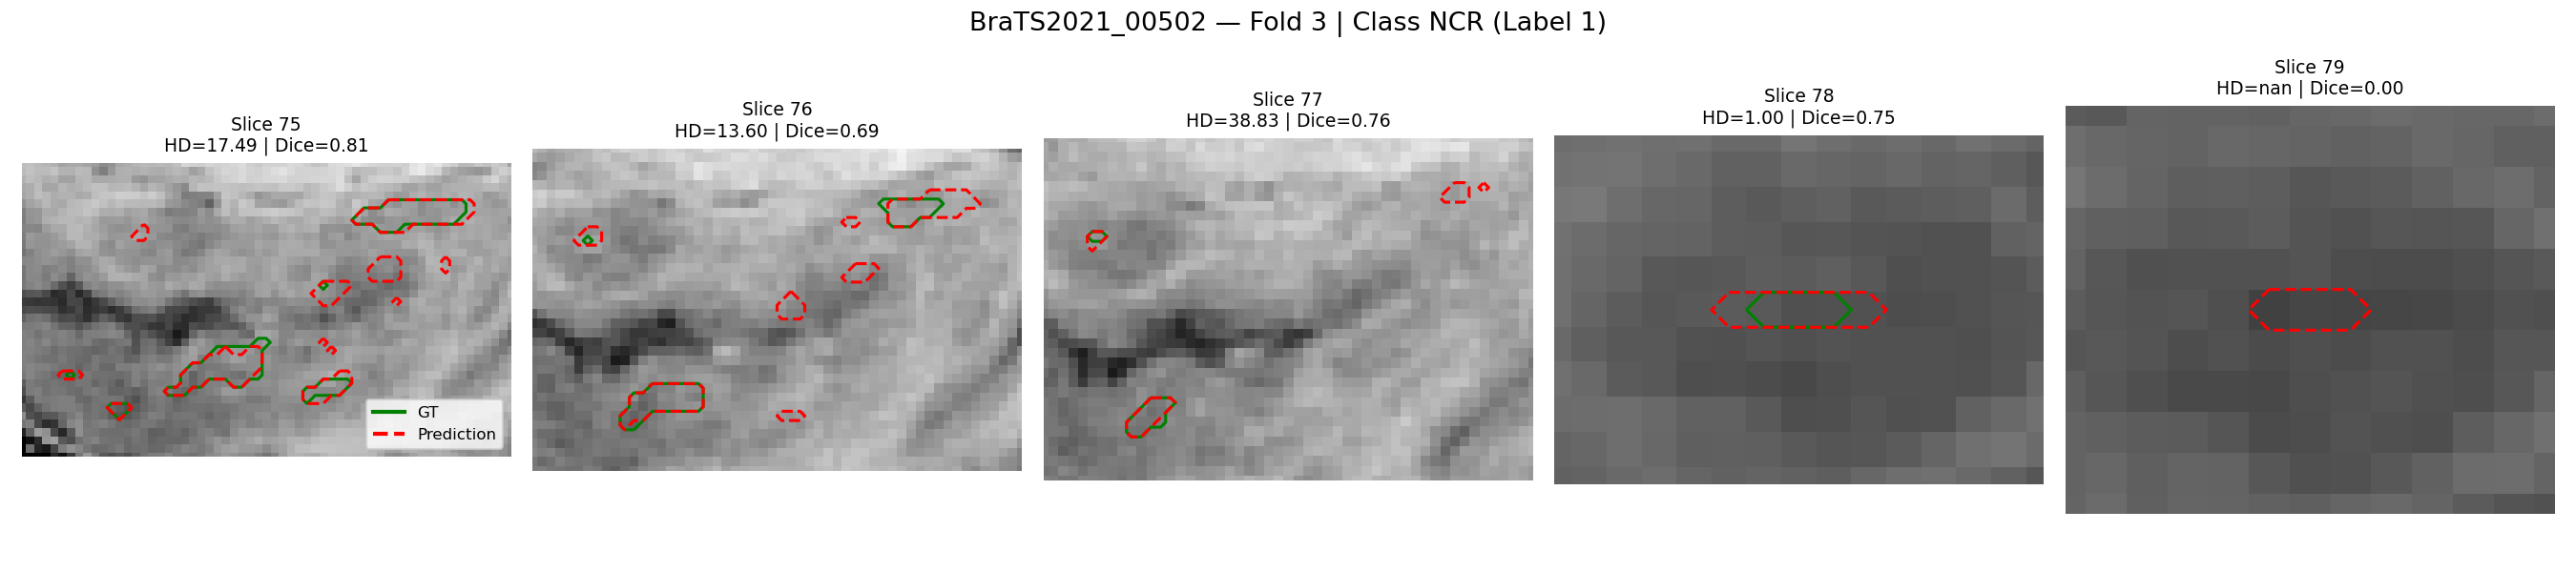 BraTS2021_00502 — Fold 3 | Class NCR (Label 1)
Slice 75
HD=17.49 | Dice=0.81
Slice 76
HD=13.60 | Dice=0.69
Slice 77
HD=38.83 | Dice=0.76
Slice 78
HD=1.00 | Dice=0.75
Slice 79
HD=nan | Dice=0.00
GT
Prediction